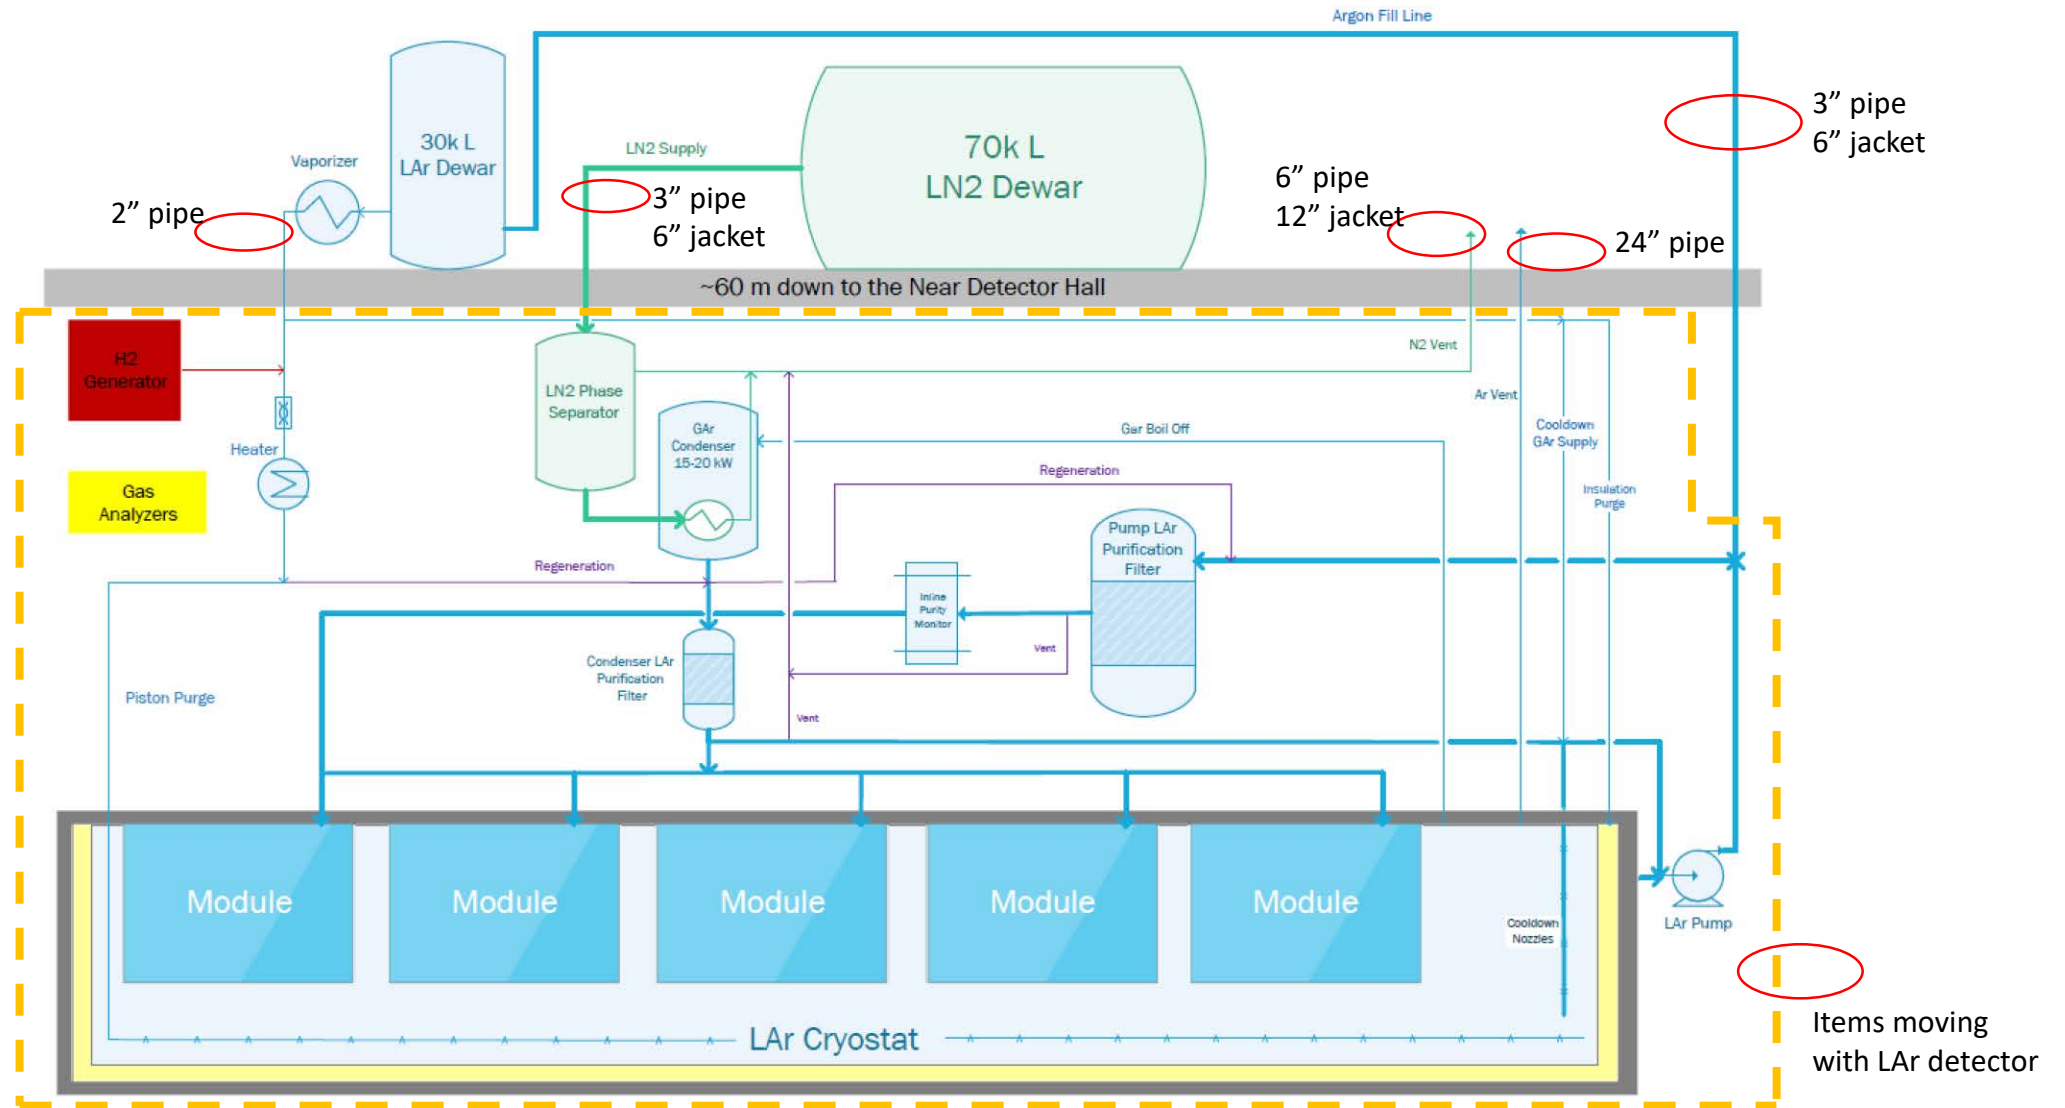 Argon Fill Line
3” pipe
6” jacket
30k L
LAr Dewar
Vaporizer
LN2 Supply
70k L
LN2 Dewar
2” pipe
3” pipe
6” jacket
6” pipe
12” jacket
24” pipe
~60 m down to the Near Detector Hall
H2
Generator
LN2 Phase
Separator
N2 Vent
Ar Vent
GAr
Condenser
15-20 kW
Gar Boil Off
Cooldown
GAr Supply
Heater
Regeneration
Insulation
Purge
Gas
Analyzers
Pump LAr
Purification
Filter
Regeneration
Inline
Purity
Monitor
Vent
Condenser LAr
Purification
Filter
Piston Purge
Vent
Module
Module
Module
Module
Module
Cooldown
Nozzles
LAr Pump
LAr Cryostat
Items moving
with LAr detector